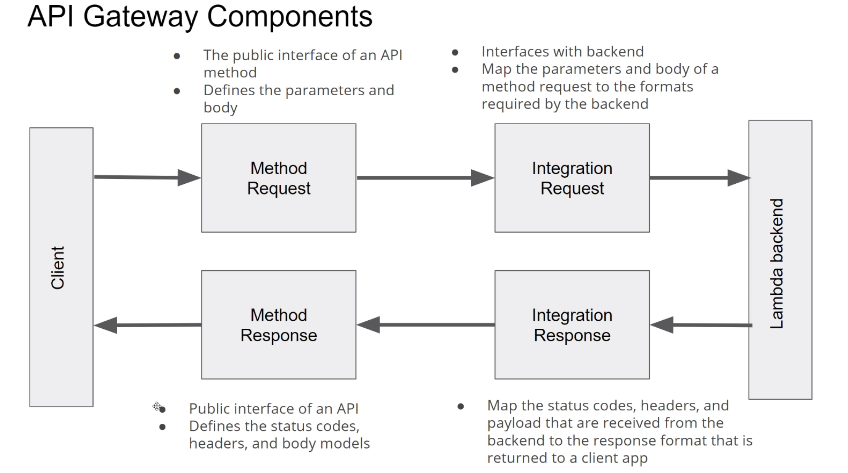 API Gateway Components
● The public interface of an API
method
● Defines the parameters and
body
● Interfaces with backend
● Map the parameters and body of a
method request to the formats
required by the backend
Client
Method
Request
Integration
Request
Lambda backend
Method
Response
Integration
Response
● Public interface of an API
● Defines the status codes,
headers, and body models
● Map the status codes, headers, and
payload that are received from the
backend to the response format that is
returned to a client app